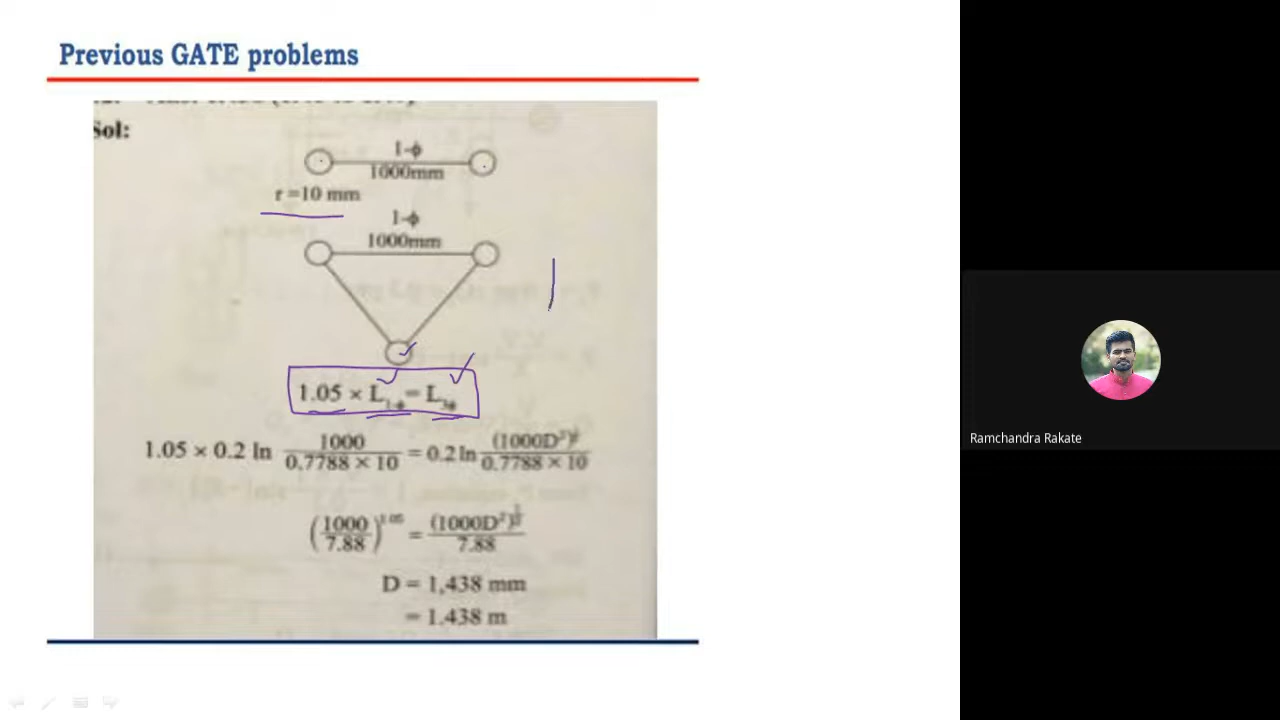 Previous GATE problems
Sol:
1-ϕ
1000mm
r =10 mm
1-ϕ
1000mm
1.05 × L1-ϕ = L3ϕ
1.05 × 0.2 ln 1000 / 0.7788 × 10 = 0.2 ln (1000D²)^⅓ / 0.7788 × 10
(1000 / 7.88)^1.05 = (1000D²)^⅓ / 7.88
D = 1,438 mm
= 1.438 m
Ramchandra Rakate